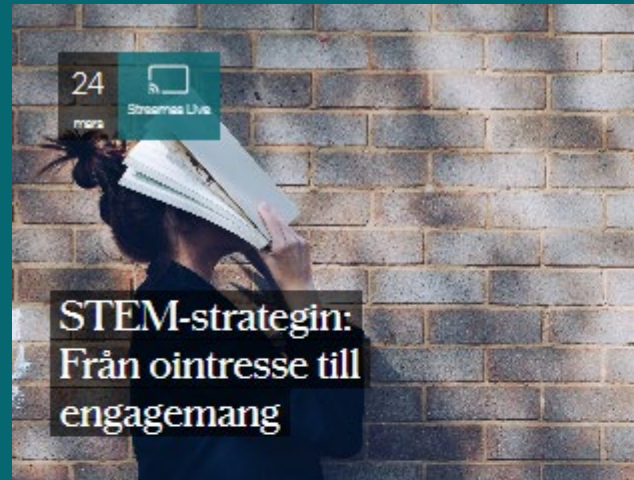 24
mars
Streamas Live
STEM-strategin:
Från ointresse till
engagemang